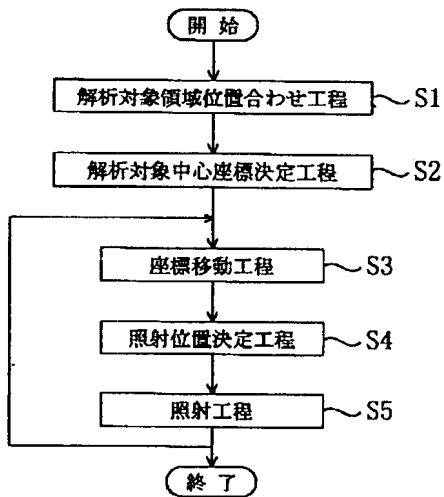 開 始
解析対象領域位置合わせ工程 S1
解析対象中心座標決定工程 S2
座標移動工程 S3
照射位置決定工程 S4
照射工程 S5
終 了